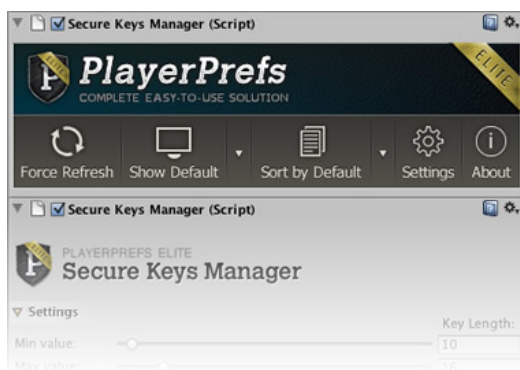 Secure Keys Manager (Script)
PlayerPrefs
COMPLETE EASY-TO-USE SOLUTION
ELITE
Force Refresh
Show Default
Sort by Default
Settings
About
Secure Keys Manager (Script)
PLAYERPREFS ELITE
Secure Keys Manager
Settings
Key Length:
Min value:
10
Max value:
16